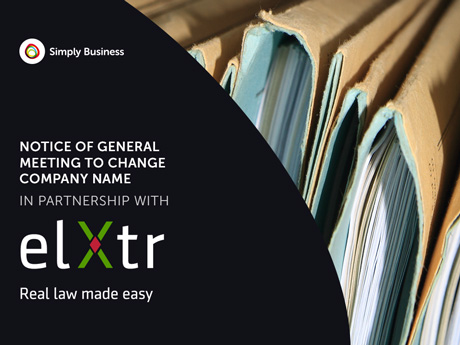 Simply Business
NOTICE OF GENERAL
MEETING TO CHANGE
COMPANY NAME
IN PARTNERSHIP WITH
elXtr
Real law made easy